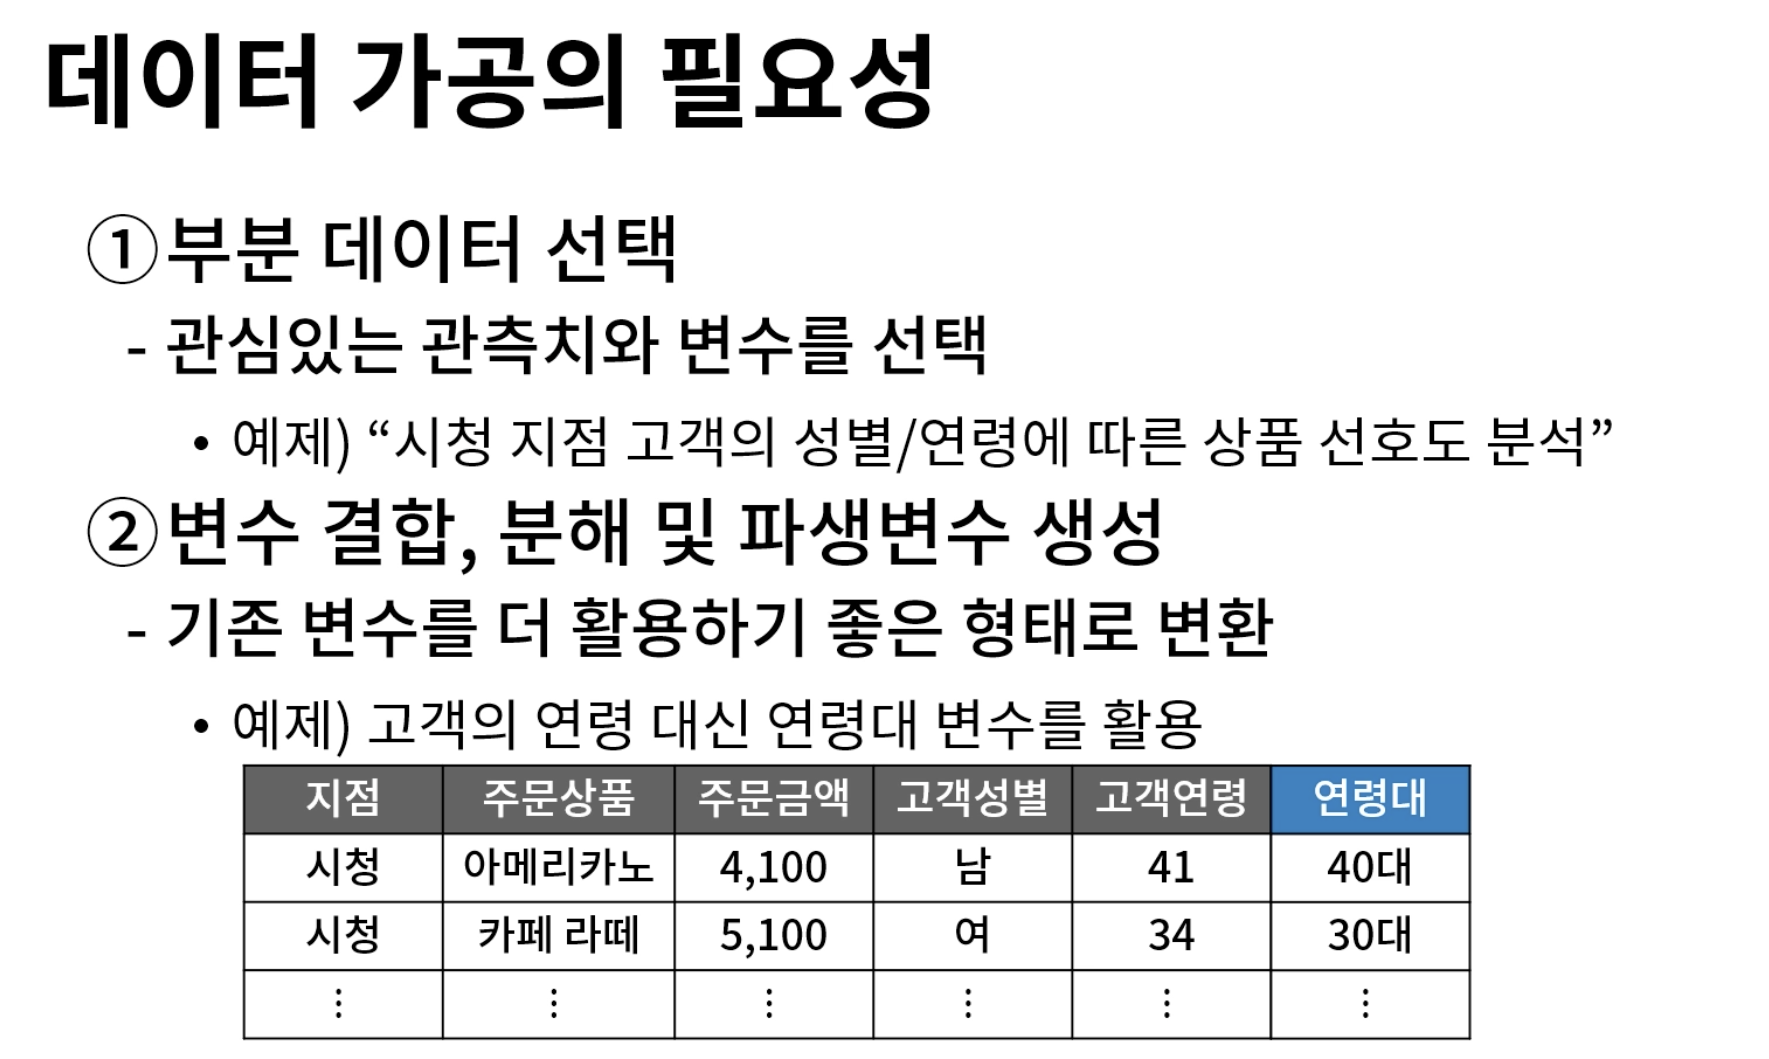 데이터 가공의 필요성
①부분 데이터 선택
- 관심있는 관측치와 변수를 선택
• 예제) “시청 지점 고객의 성별/연령에 따른 상품 선호도 분석”
②변수 결합, 분해 및 파생변수 생성
- 기존 변수를 더 활용하기 좋은 형태로 변환
• 예제) 고객의 연령 대신 연령대 변수를 활용
지점 주문상품 주문금액 고객성별 고객연령 연령대
시청 아메리카노 4,100 남 41 40대
시청 카페 라떼 5,100 여 34 30대
⋮ ⋮ ⋮ ⋮ ⋮ ⋮